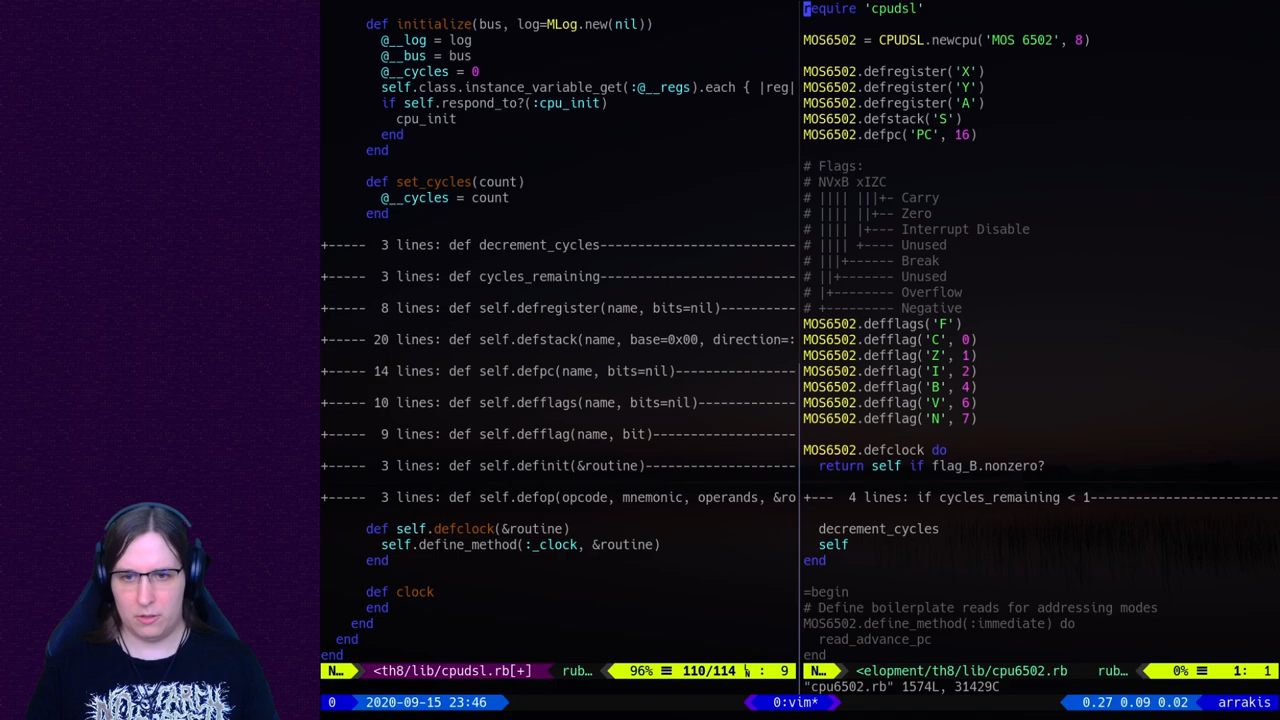 def initialize(bus, log=MLog.new(nil))
@__log = log
@__bus = bus
@__cycles = 0
self.class.instance_variable_get(:@__regs).each { |reg|
if self.respond_to?(:cpu_init)
cpu_init
end
end
def set_cycles(count)
@__cycles = count
end
+-----  3 lines: def decrement_cycles--------------------------
+-----  3 lines: def cycles_remaining--------------------------
+-----  8 lines: def self.defregister(name, bits=nil)----------
+----- 20 lines: def self.defstack(name, base=0x00, direction=:
+----- 14 lines: def self.defpc(name, bits=nil)----------------
+----- 10 lines: def self.defflags(name, bits=nil)-------------
+-----  9 lines: def self.defflag(name, bit)-------------------
+-----  3 lines: def self.definit(&routine)--------------------
+-----  3 lines: def self.defop(opcode, mnemonic, operands, &ro
def self.defclock(&routine)
self.define_method(:_clock, &routine)
end
def clock
end
end
end
end
N... <th8/lib/cpudsl.rb[+] rub… 96% ☰ 110/114 ㏑ : 9
require 'cpudsl'
MOS6502 = CPUDSL.newcpu('MOS 6502', 8)
MOS6502.defregister('X')
MOS6502.defregister('Y')
MOS6502.defregister('A')
MOS6502.defstack('S')
MOS6502.defpc('PC', 16)
# Flags:
# NVxB xIZC
# |||| |||+- Carry
# |||| ||+-- Zero
# |||| |+--- Interrupt Disable
# |||| +---- Unused
# |||+------ Break
# ||+------- Unused
# |+-------- Overflow
# +--------- Negative
MOS6502.defflags('F')
MOS6502.defflag('C', 0)
MOS6502.defflag('Z', 1)
MOS6502.defflag('I', 2)
MOS6502.defflag('B', 4)
MOS6502.defflag('V', 6)
MOS6502.defflag('N', 7)
MOS6502.defclock do
return self if flag_B.nonzero?
+---  4 lines: if cycles_remaining < 1-------------------------
decrement_cycles
self
end
=begin
# Define boilerplate reads for addressing modes
MOS6502.define_method(:immediate) do
read_advance_pc
end
N… <elopment/th8/lib/cpu6502.rb rub… 0% ☰ 1: 1
"cpu6502.rb" 1574L, 31429C
0 2020-09-15 23:46 0:vim* 0.27 0.09 0.02 arrakis